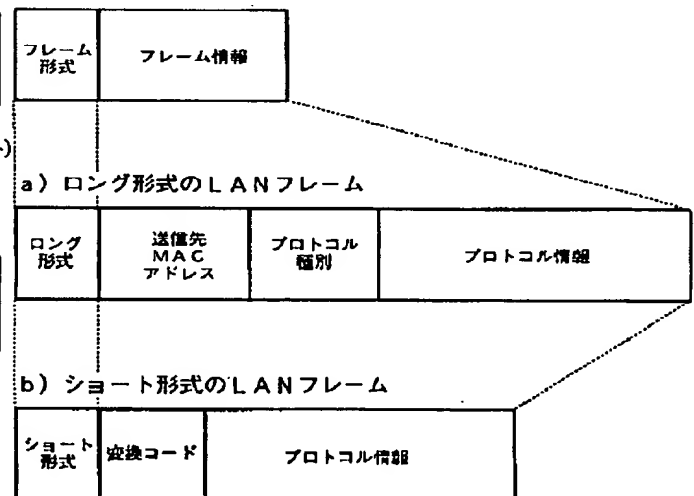 フレーム
形式
フレーム情報
a) ロング形式のLANフレーム
ロング
形式
送信先
MAC
アドレス
プロトコル
種別
プロトコル情報
b) ショート形式のLANフレーム
ショート
形式
変換コード
プロトコル情報